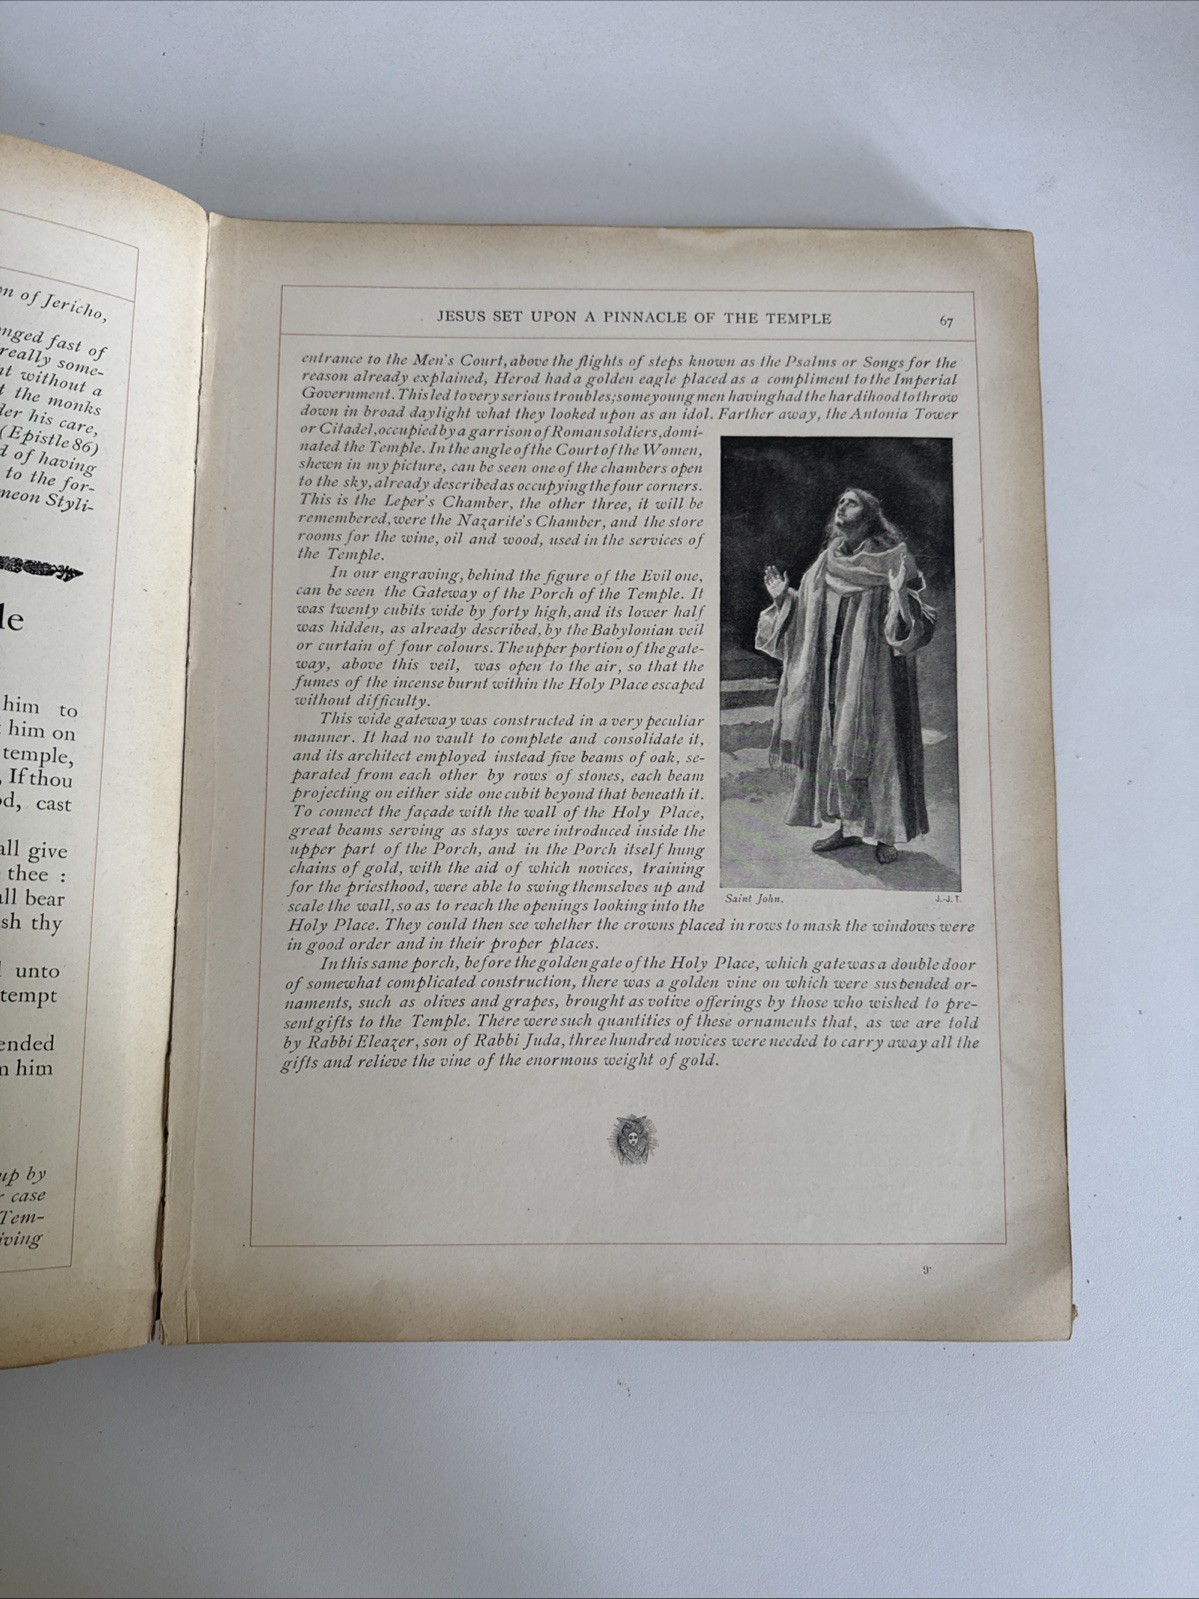 on of Jericho,
nged fast of
really some-
nt without a
t the monks
der his care,
(Epistle 86)
d of having
to the for-
meon Styli-
le
him to
him on
temple,
If thou
od, cast
all give
thee :
all bear
sh thy
unto
tempt
ended
him
up by
case
Tem-
iving
JESUS SET UPON A PINNACLE OF THE TEMPLE 67
entrance to the Men's Court, above the flights of steps known as the Psalms or Songs for the
reason already explained, Herod had a golden eagle placed as a compliment to the Imperial
Government. This led to very serious troubles; some young men having had the hardihood to throw
down in broad daylight what they looked upon as an idol. Farther away, the Antonia Tower
or Citadel, occupied by a garrison of Roman soldiers, domi-
nated the Temple. In the angle of the Court of the Women,
shewn in my picture, can be seen one of the chambers open
to the sky, already described as occupying the four corners.
This is the Leper's Chamber, the other three, it will be
remembered, were the Nazarite's Chamber, and the store
rooms for the wine, oil and wood, used in the services of
the Temple.
In our engraving, behind the figure of the Evil one,
can be seen the Gateway of the Porch of the Temple. It
was twenty cubits wide by forty high, and its lower half
was hidden, as already described, by the Babylonian veil
or curtain of four colours. The upper portion of the gate-
way, above this veil, was open to the air, so that the
fumes of the incense burnt within the Holy Place escaped
without difficulty.
This wide gateway was constructed in a very peculiar
manner. It had no vault to complete and consolidate it,
and its architect employed instead five beams of oak, se-
parated from each other by rows of stones, each beam
projecting on either side one cubit beyond that beneath it.
To connect the façade with the wall of the Holy Place,
great beams serving as stays were introduced inside the
upper part of the Porch, and in the Porch itself hung
chains of gold, with the aid of which novices, training
for the priesthood, were able to swing themselves up and
scale the wall, so as to reach the openings looking into the
Saint John. J.-J. T.
Holy Place. They could then see whether the crowns placed in rows to mask the windows were
in good order and in their proper places.
In this same porch, before the golden gate of the Holy Place, which gate was a double door
of somewhat complicated construction, there was a golden vine on which were suspended or-
naments, such as olives and grapes, brought as votive offerings by those who wished to pre-
sent gifts to the Temple. There were such quantities of these ornaments that, as we are told
by Rabbi Eleazer, son of Rabbi Juda, three hundred novices were needed to carry away all the
gifts and relieve the vine of the enormous weight of gold.